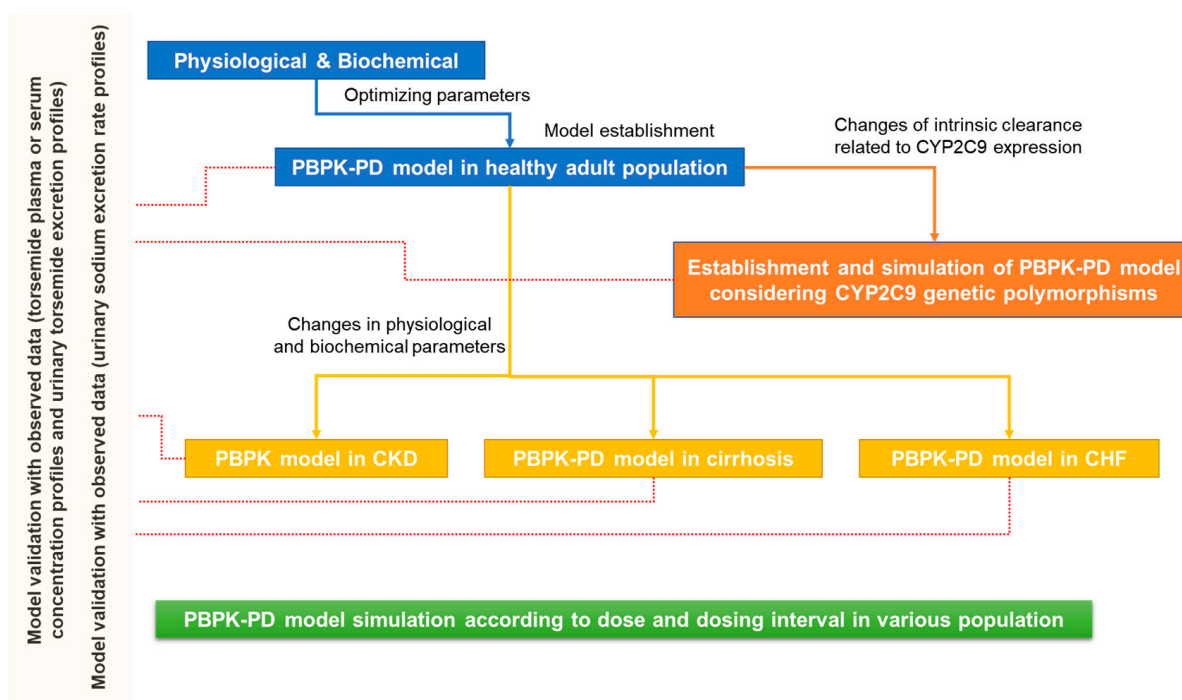 Model validation with observed data (torsemide plasma or serum
concentration profiles and urinary torsemide excretion profiles)
Model validation with observed data (urinary sodium excretion rate profiles)
Physiological & Biochemical
Optimizing parameters
Model establishment
Changes of intrinsic clearance
related to CYP2C9 expression
PBPK-PD model in healthy adult population
Establishment and simulation of PBPK-PD model
considering CYP2C9 genetic polymorphisms
Changes in physiological
and biochemical parameters
PBPK model in CKD
PBPK-PD model in cirrhosis
PBPK-PD model in CHF
PBPK-PD model simulation according to dose and dosing interval in various population